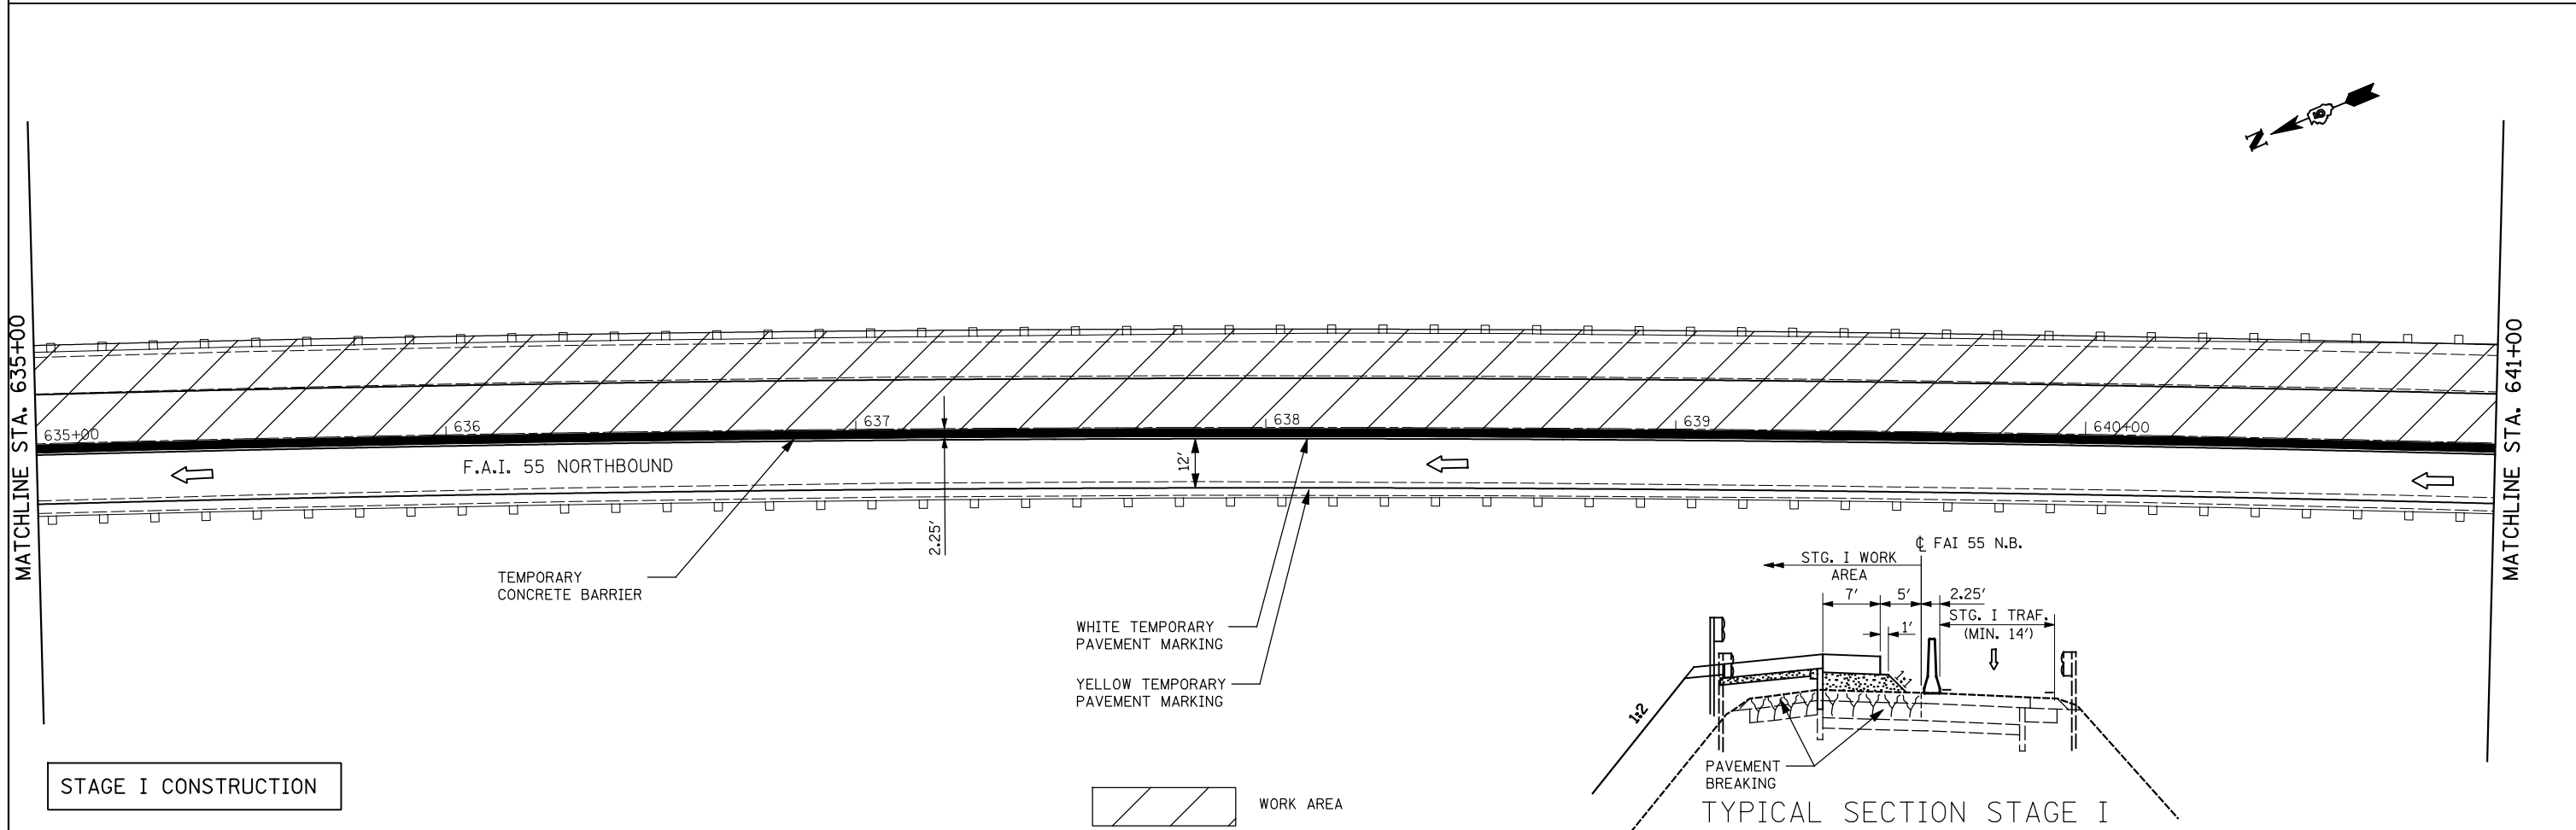 N
MATCHLINE STA. 635+00
635+00
636
637
638
639
640+00
MATCHLINE STA. 641+00
F.A.I. 55 NORTHBOUND
12'
2.25'
TEMPORARY
CONCRETE BARRIER
WHITE TEMPORARY
PAVEMENT MARKING
YELLOW TEMPORARY
PAVEMENT MARKING
℄ FAI 55 N.B.
STG. I WORK
AREA
7'
5'
2.25'
STG. I TRAF.
(MIN. 14')
1'
1:2
PAVEMENT
BREAKING
TYPICAL SECTION STAGE I
STAGE I CONSTRUCTION
WORK AREA